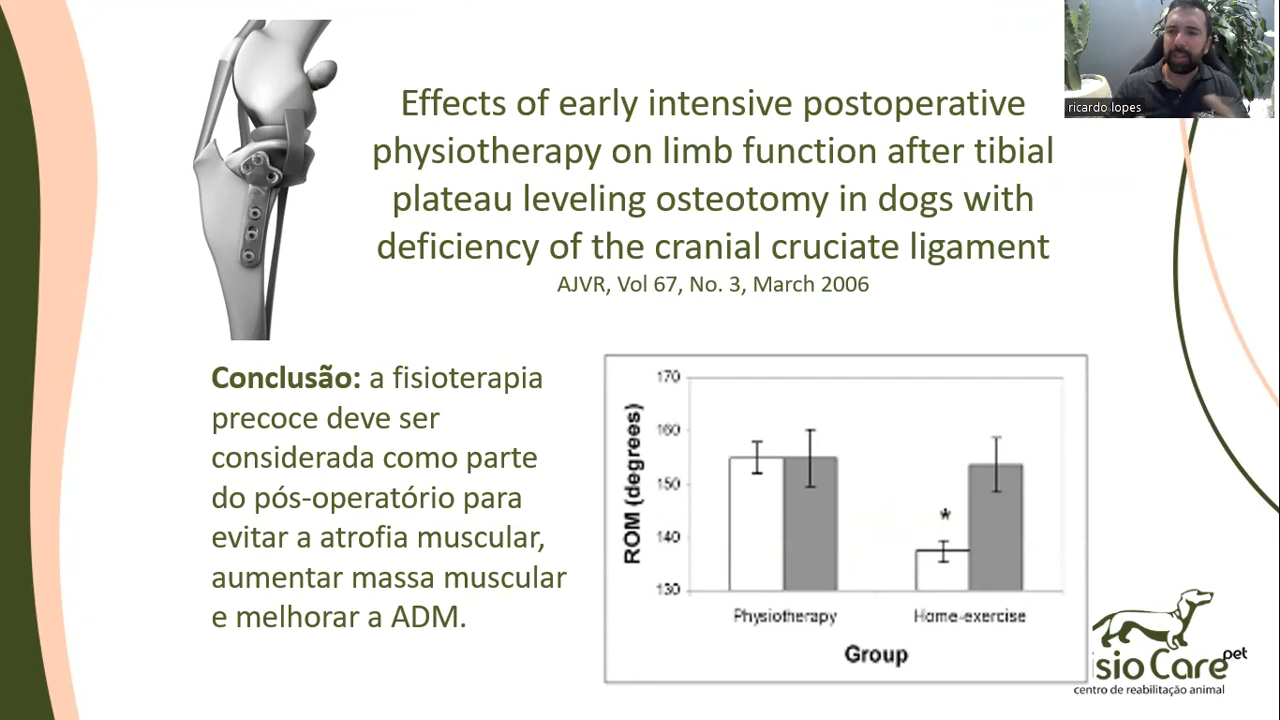 ricardo lopes
Effects of early intensive postoperative
physiotherapy on limb function after tibial
plateau leveling osteotomy in dogs with
deficiency of the cranial cruciate ligament
AJVR, Vol 67, No. 3, March 2006
Conclusão: a fisioterapia
precoce deve ser
considerada como parte
do pós-operatório para
evitar a atrofia muscular,
aumentar massa muscular
e melhorar a ADM.
ROM (degrees)
170
160
150
140
130
*
Physiotherapy Home-exercise
Group
sio Care pet
centro de reabilitação animal